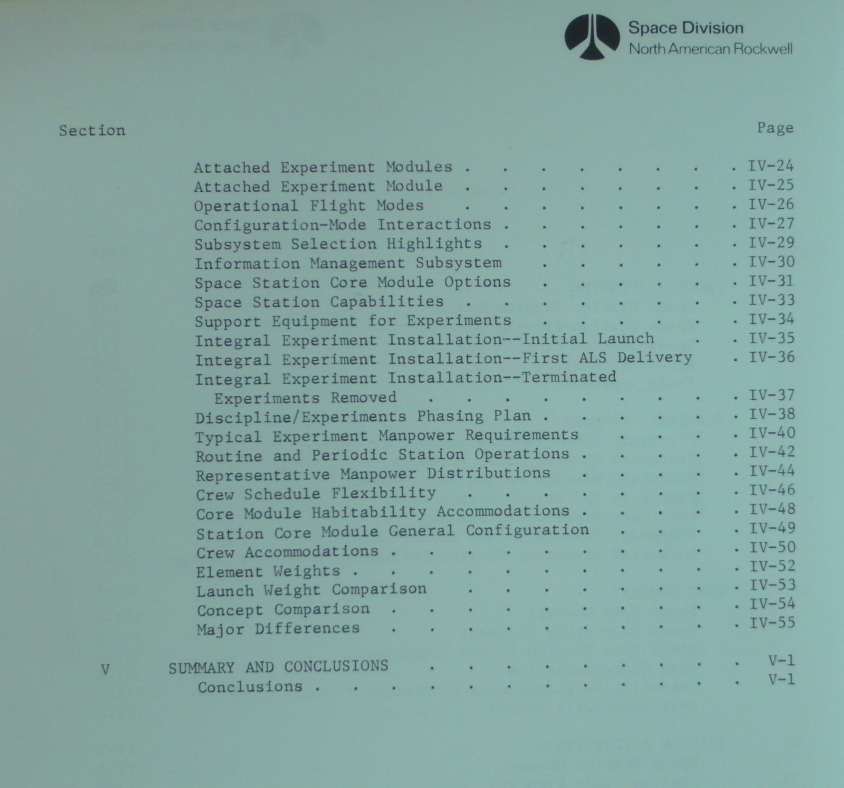 Space Division
North American Rockwell
Section Page
Attached Experiment Modules . . . . . . . . IV-24
Attached Experiment Module . . . . . . . . IV-25
Operational Flight Modes . . . . . . . . IV-26
Configuration-Mode Interactions . . . . . . . IV-27
Subsystem Selection Highlights . . . . . . . IV-29
Information Management Subsystem . . . . . . IV-30
Space Station Core Module Options . . . . . . IV-31
Space Station Capabilities . . . . . . . . IV-33
Support Equipment for Experiments . . . . . . IV-34
Integral Experiment Installation--Initial Launch . . IV-35
Integral Experiment Installation--First ALS Delivery . IV-36
Integral Experiment Installation--Terminated
Experiments Removed . . . . . . . . . IV-37
Discipline/Experiments Phasing Plan . . . . . . IV-38
Typical Experiment Manpower Requirements . . . . IV-40
Routine and Periodic Station Operations . . . . . IV-42
Representative Manpower Distributions . . . . . IV-44
Crew Schedule Flexibility . . . . . . . . IV-46
Core Module Habitability Accommodations . . . . . IV-48
Station Core Module General Configuration . . . . IV-49
Crew Accommodations . . . . . . . . . . IV-50
Element Weights . . . . . . . . . . . IV-52
Launch Weight Comparison . . . . . . . . IV-53
Concept Comparison . . . . . . . . . . IV-54
Major Differences . . . . . . . . . . IV-55
V SUMMARY AND CONCLUSIONS . . . . . . . . . V-1
Conclusions . . . . . . . . . . . . V-1